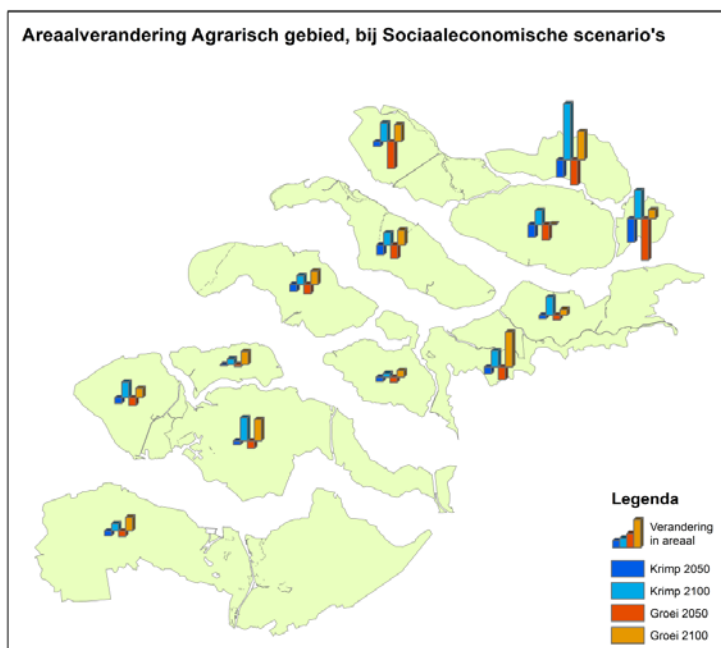 Areaalverandering Agrarisch gebied, bij Sociaaleconomische scenario's
Legenda
Verandering
in areaal
Krimp 2050
Krimp 2100
Groei 2050
Groei 2100